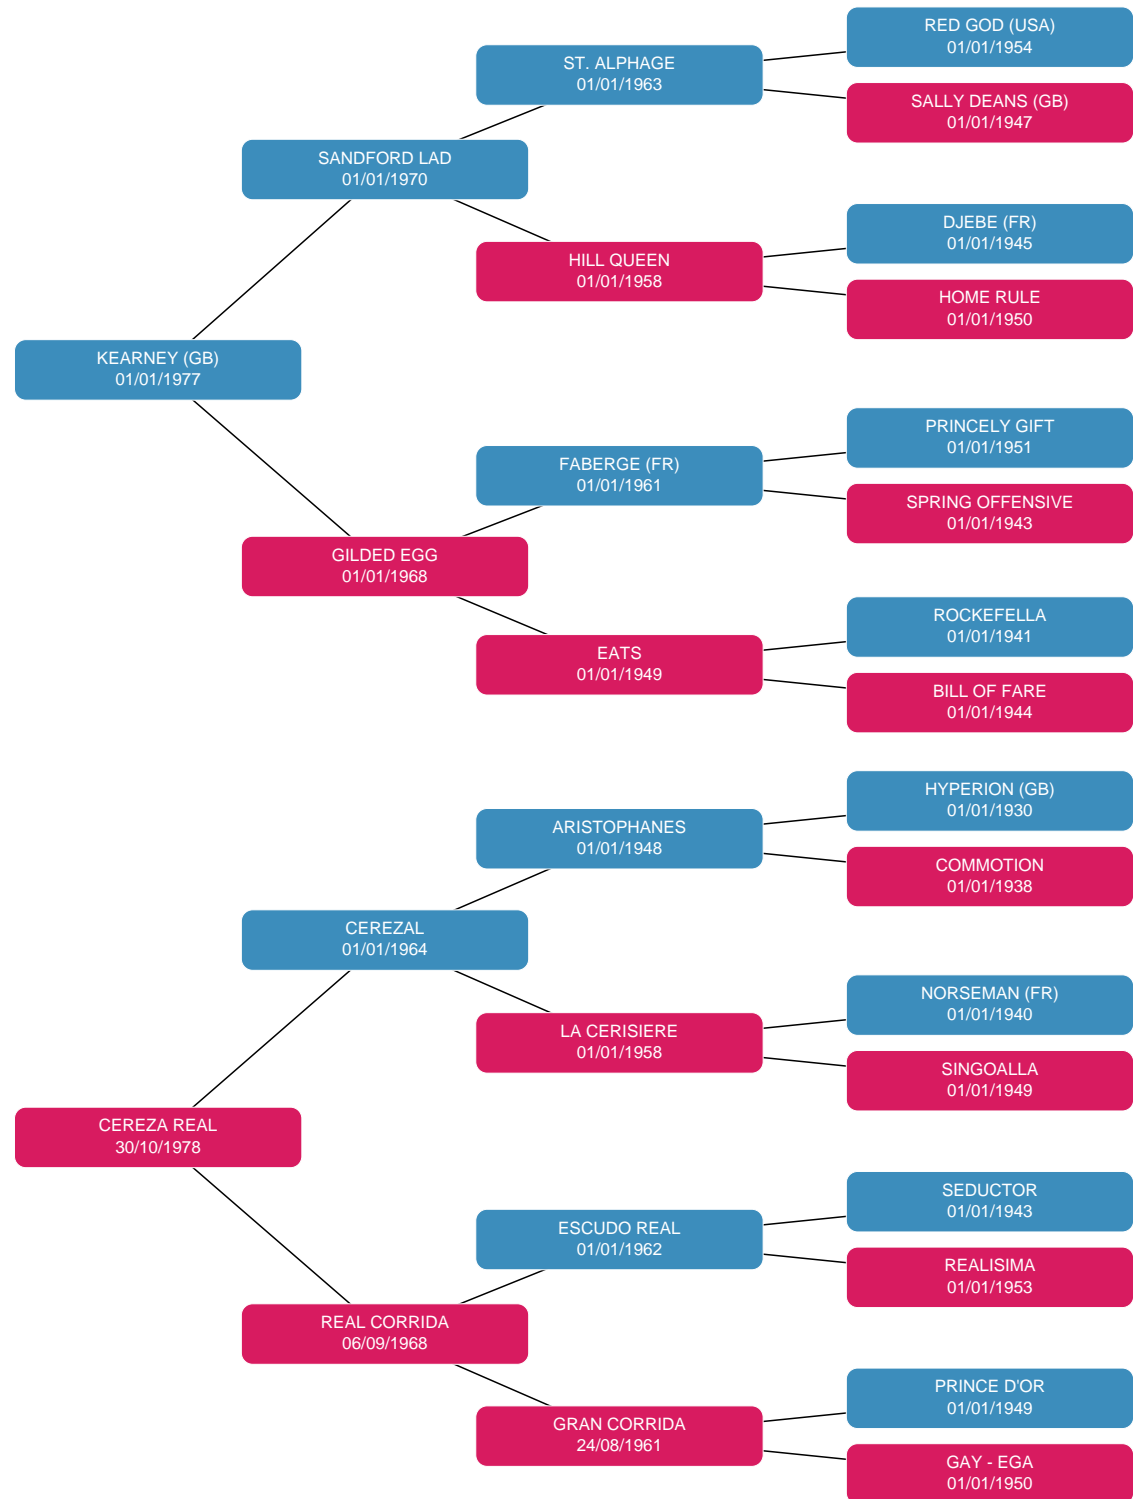 RED GOD (USA)
01/01/1954
ST. ALPHAGE
01/01/1963
SALLY DEANS (GB)
01/01/1947
SANDFORD LAD
01/01/1970
DJEBE (FR)
01/01/1945
HILL QUEEN
01/01/1958
HOME RULE
01/01/1950
KEARNEY (GB)
01/01/1977
PRINCELY GIFT
01/01/1951
FABERGE (FR)
01/01/1961
SPRING OFFENSIVE
01/01/1943
GILDED EGG
01/01/1968
ROCKEFELLA
01/01/1941
EATS
01/01/1949
BILL OF FARE
01/01/1944
HYPERION (GB)
01/01/1930
ARISTOPHANES
01/01/1948
COMMOTION
01/01/1938
CEREZAL
01/01/1964
NORSEMAN (FR)
01/01/1940
LA CERISIERE
01/01/1958
SINGOALLA
01/01/1949
CEREZA REAL
30/10/1978
SEDUCTOR
01/01/1943
ESCUDO REAL
01/01/1962
REALISIMA
01/01/1953
REAL CORRIDA
06/09/1968
PRINCE D'OR
01/01/1949
GRAN CORRIDA
24/08/1961
GAY - EGA
01/01/1950